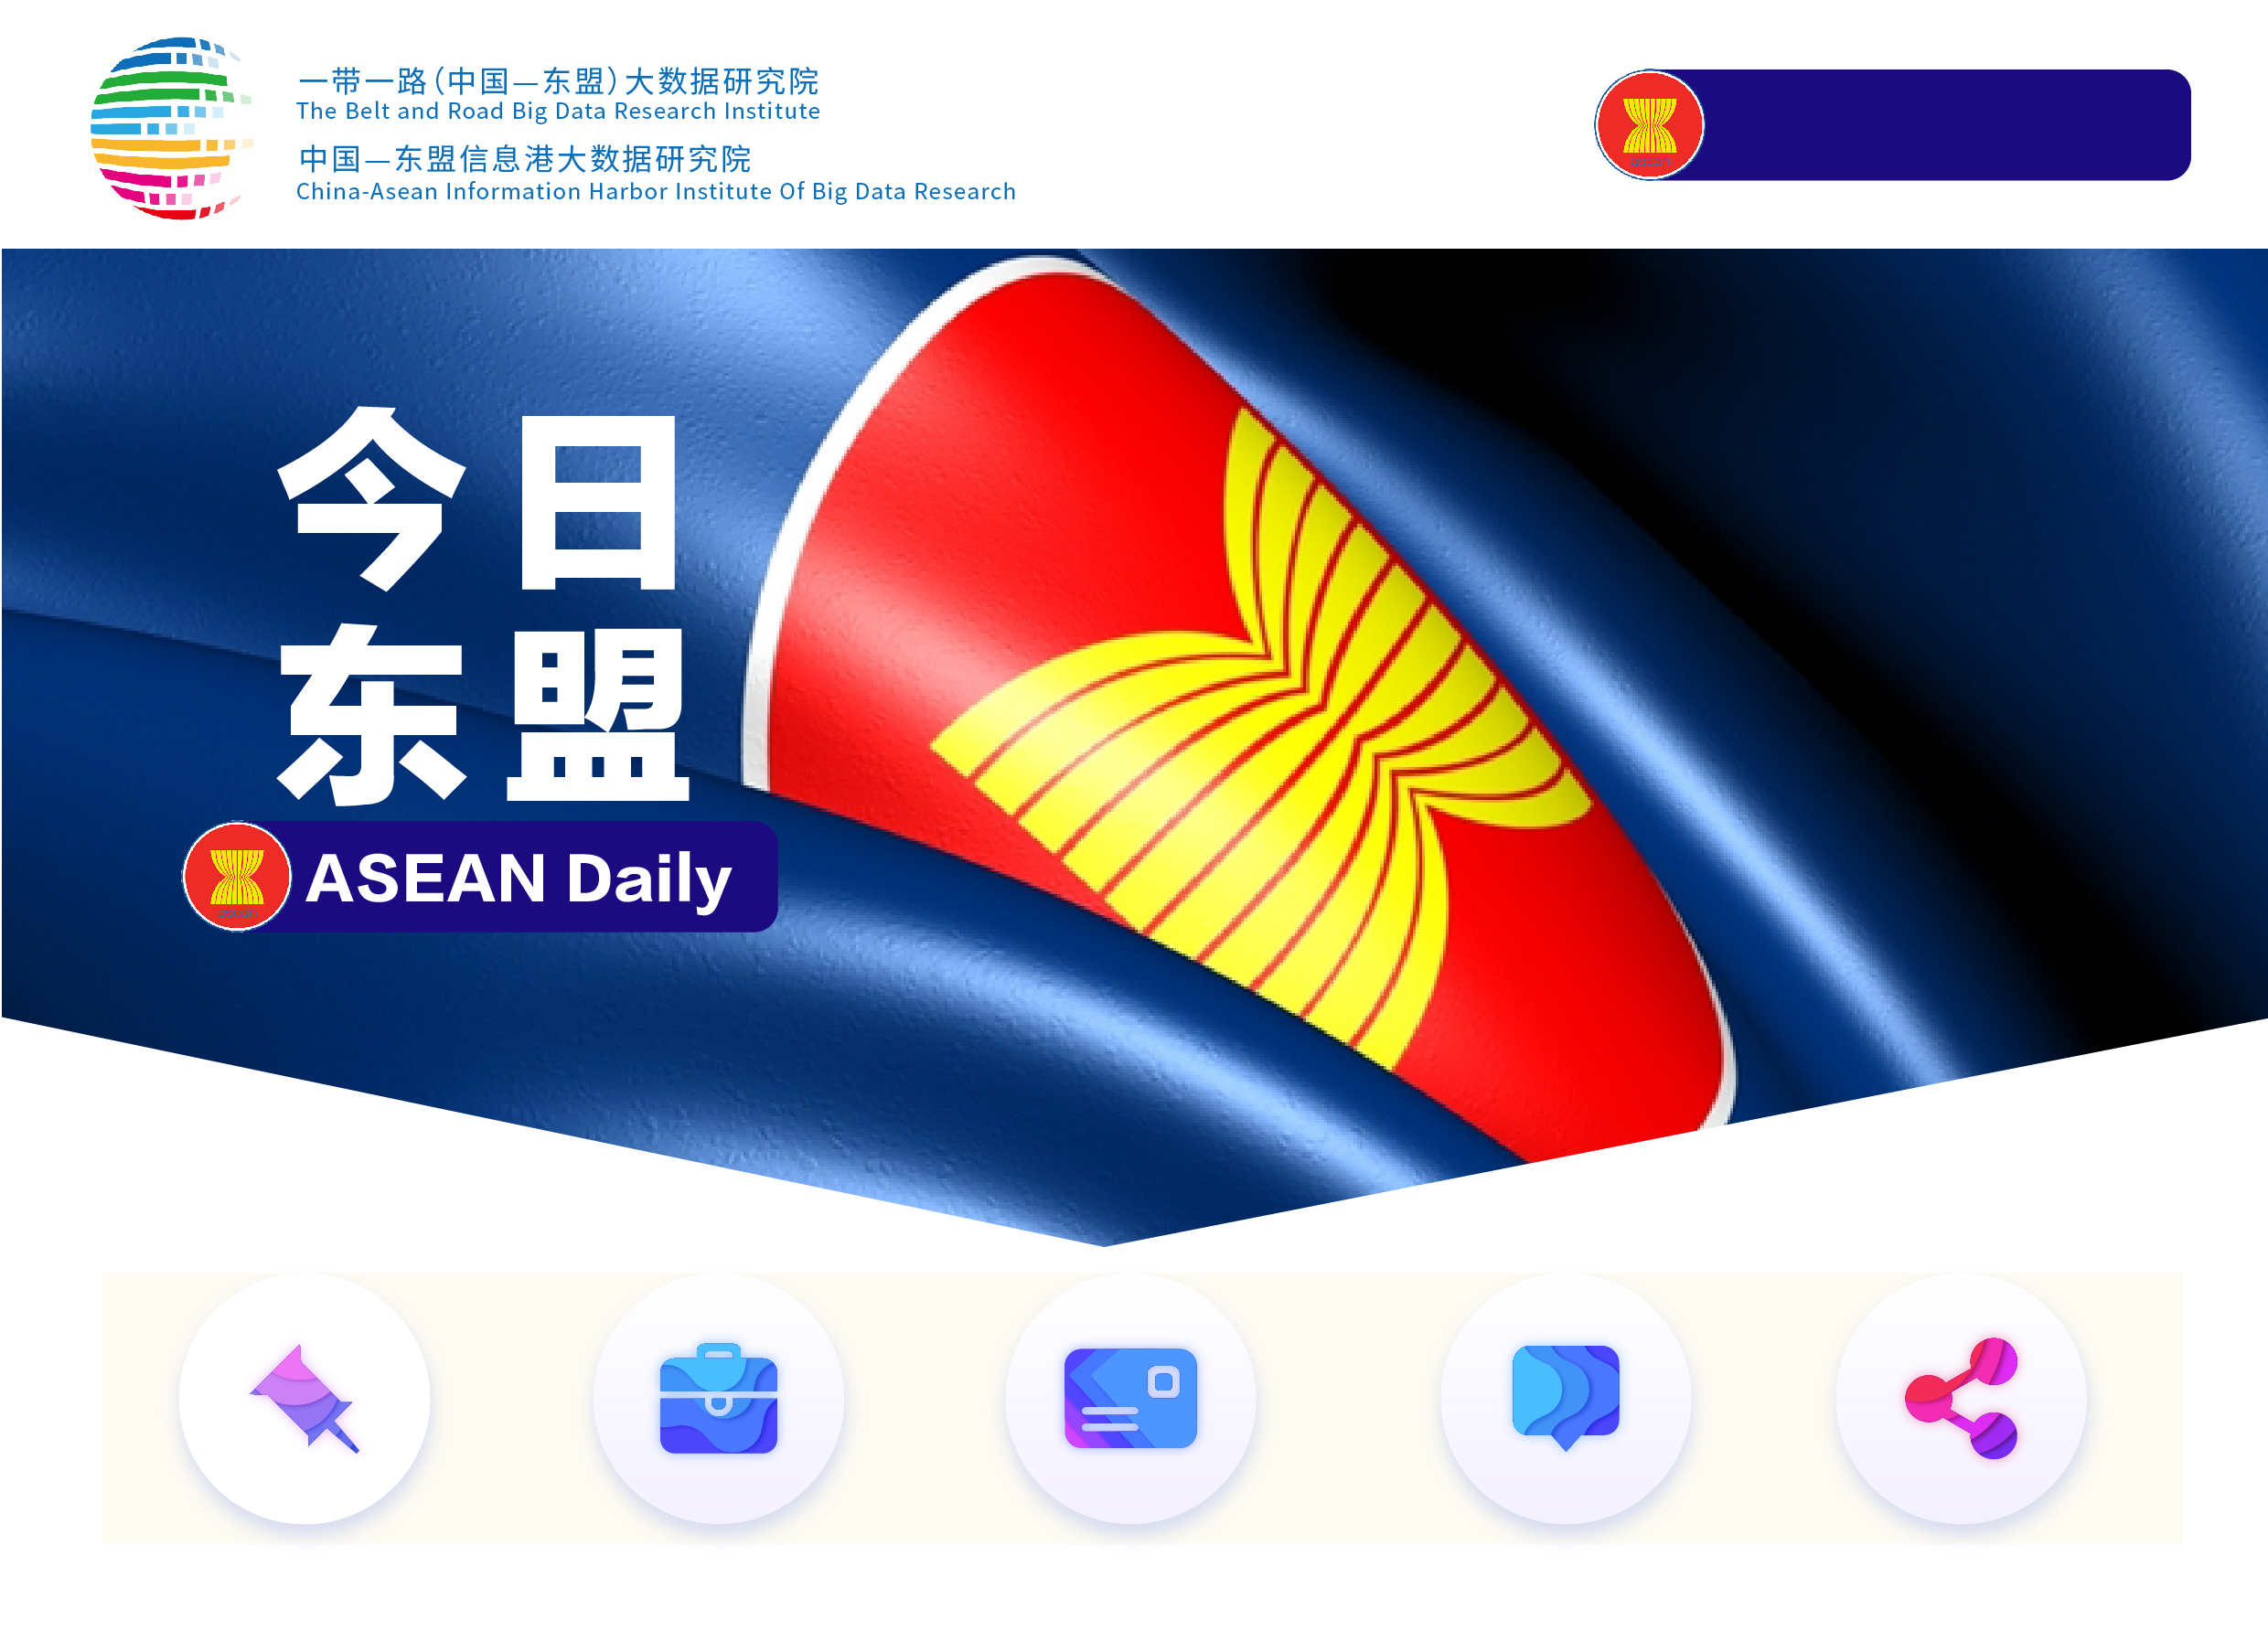 一带一路（中国—东盟）大数据研究院
The Belt and Road Big Data Research Institute
中国—东盟信息港大数据研究院
China-Asean Information Harbor Institute Of Big Data Research
asean
今日
东盟
asean
ASEAN Daily